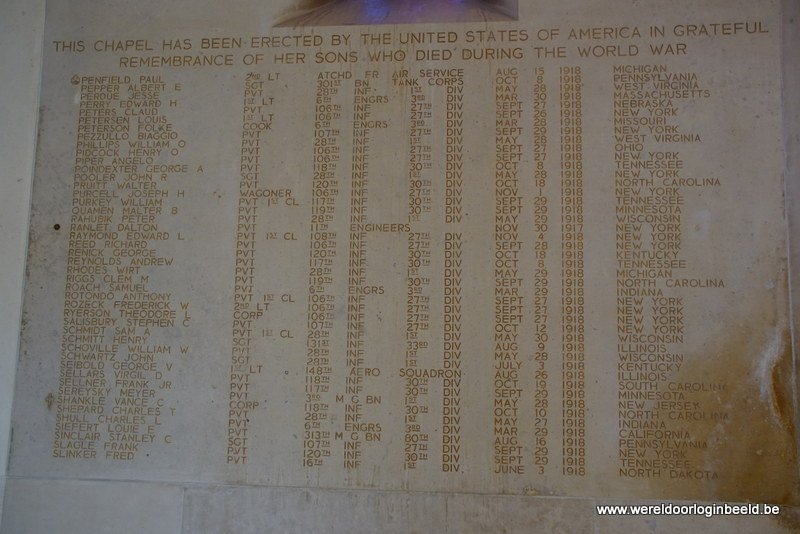 THIS CHAPEL HAS BEEN ERECTED BY THE UNITED STATES OF AMERICA IN GRATEFUL
REMEMBRANCE OF HER SONS WHO DIED DURING THE WORLD WAR
PENFIELD PAUL 2ND LT ATCHD FR AIR SERVICE AUG 15 1918 MICHIGAN
PEPPER ALBERT E SGT 301ST BN TANK CORPS OCT 8 1918 PENNSYLVANIA
PERDUE JESSE PVT 28TH INF 1ST DIV MAY 28 1918 WEST VIRGINIA
PERRY EDWARD H 1ST LT 6TH ENGRS 3RD DIV MAR 30 1918 MASSACHUSETTS
PETERS CLAUD PVT 106TH INF 27TH DIV SEPT 27 1918 NEBRASKA
PETERSEN LOUIS 1ST LT 106TH INF 27TH DIV SEPT 26 1918 NEW YORK
PETERSON FOLKE COOK 6TH ENGRS 3RD DIV MAR 28 1918 MISSOURI
PEZZULLO BIAGGIO PVT 107TH INF 27TH DIV SEPT 29 1918 NEW YORK
PHILLIPS WILLIAM O PVT 28TH INF 1ST DIV MAY 28 1918 WEST VIRGINIA
PIDCOCK HENRY O PVT 106TH INF 27TH DIV SEPT 27 1918 OHIO
PIPER ANGELO PVT 106TH INF 27TH DIV SEPT 27 1918 NEW YORK
POINDEXTER GEORGE A PVT 118TH INF 30TH DIV OCT 8 1918 TENNESSEE
POOLER JOHN R SGT 28TH INF 1ST DIV MAY 28 1918 NEW YORK
PRUITT WALTER PVT 120TH INF 30TH DIV OCT 18 1918 NORTH CAROLINA
PURCELL JOSEPH H WAGONER 106TH INF 27TH DIV NOV 1 1918 NEW YORK
PURKEY WILLIAM PVT 1ST CL 117TH INF 30TH DIV SEPT 29 1918 TENNESSEE
QUAMEN MALTER B PVT 119TH INF 30TH DIV SEPT 29 1918 MINNESOTA
RAHUBIK PETER PVT 28TH INF 1ST DIV MAY 29 1918 WISCONSIN
RANLET DALTON PVT 11TH ENGINEERS NOV 30 1917 NEW YORK
RAYMOND EDWARD L PVT 1ST CL 108TH INF 27TH DIV NOV 4 1918 NEW YORK
REED RICHARD PVT 106TH INF 27TH DIV SEPT 28 1918 NEW YORK
RENICK GEORGE PVT 120TH INF 30TH DIV OCT 18 1918 KENTUCKY
REYNOLDS ANDREW PVT 117TH INF 30TH DIV OCT 8 1918 TENNESSEE
RHODES WIRT PVT 28TH INF 1ST DIV MAY 29 1918 MICHIGAN
RIGGS CLEM M PVT 119TH INF 30TH DIV SEPT 29 1918 NORTH CAROLINA
ROACH SAMUEL PVT 6TH ENGRS 3RD DIV MAR 29 1918 INDIANA
ROTONDO ANTHONY PVT 1ST CL 106TH INF 27TH DIV SEPT 27 1918 NEW YORK
ROZECK FREDERICK W 2ND LT 106TH INF 27TH DIV SEPT 27 1918 NEW YORK
RYERSON THEODORE L CORP 106TH INF 27TH DIV SEPT 27 1918 NEW YORK
SALISBURY STEPHEN C PVT 107TH INF 27TH DIV OCT 12 1918 NEW YORK
SCHMIDT SAM A PVT 1ST CL 28TH INF 1ST DIV MAY 30 1918 WISCONSIN
SCHMITT HENRY SGT 131ST INF 33RD DIV AUG 9 1918 ILLINOIS
SCHOVILLE WILLIAM W SGT 28TH INF 1ST DIV MAY 28 1918 WISCONSIN
SCHWARTZ JOHN PVT 28TH INF 1ST DIV JULY 3 1918 KENTUCKY
SEIBOLD GEORGE V 1ST LT 148TH AERO SQUADRON AUG 26 1918 ILLINOIS
SELLARS VIRGIL D PVT 118TH INF 30TH DIV OCT 19 1918 SOUTH CAROLINA
SELLNER FRANK JR PVT 117TH INF 30TH DIV SEPT 29 1918 MINNESOTA
SEREYSKY MEYER PVT 3RD M G BN 1ST DIV MAY 28 1918 NEW JERSEY
SHANKLE VANCE C CORP 118TH INF 30TH DIV OCT 10 1918 NORTH CAROLINA
SHEPARD CHARLES T PVT 28TH INF 1ST DIV MAY 27 1918 INDIANA
SHULL CHARLES L PVT 6TH ENGRS 3RD DIV MAR 29 1918 CALIFORNIA
SIEFERT LOUIE F PVT 313TH M G BN 80TH DIV AUG 16 1918 PENNSYLVANIA
SINCLAIR STANLEY C SGT 107TH INF 27TH DIV SEPT 29 1918 NEW YORK
SLAGLE FRANK PVT 120TH INF 30TH DIV SEPT 29 1918 TENNESSEE
SLINKER FRED PVT 16TH INF 1ST DIV JUNE 3 1918 NORTH DAKOTA
www.wereldoorloginbeeld.be